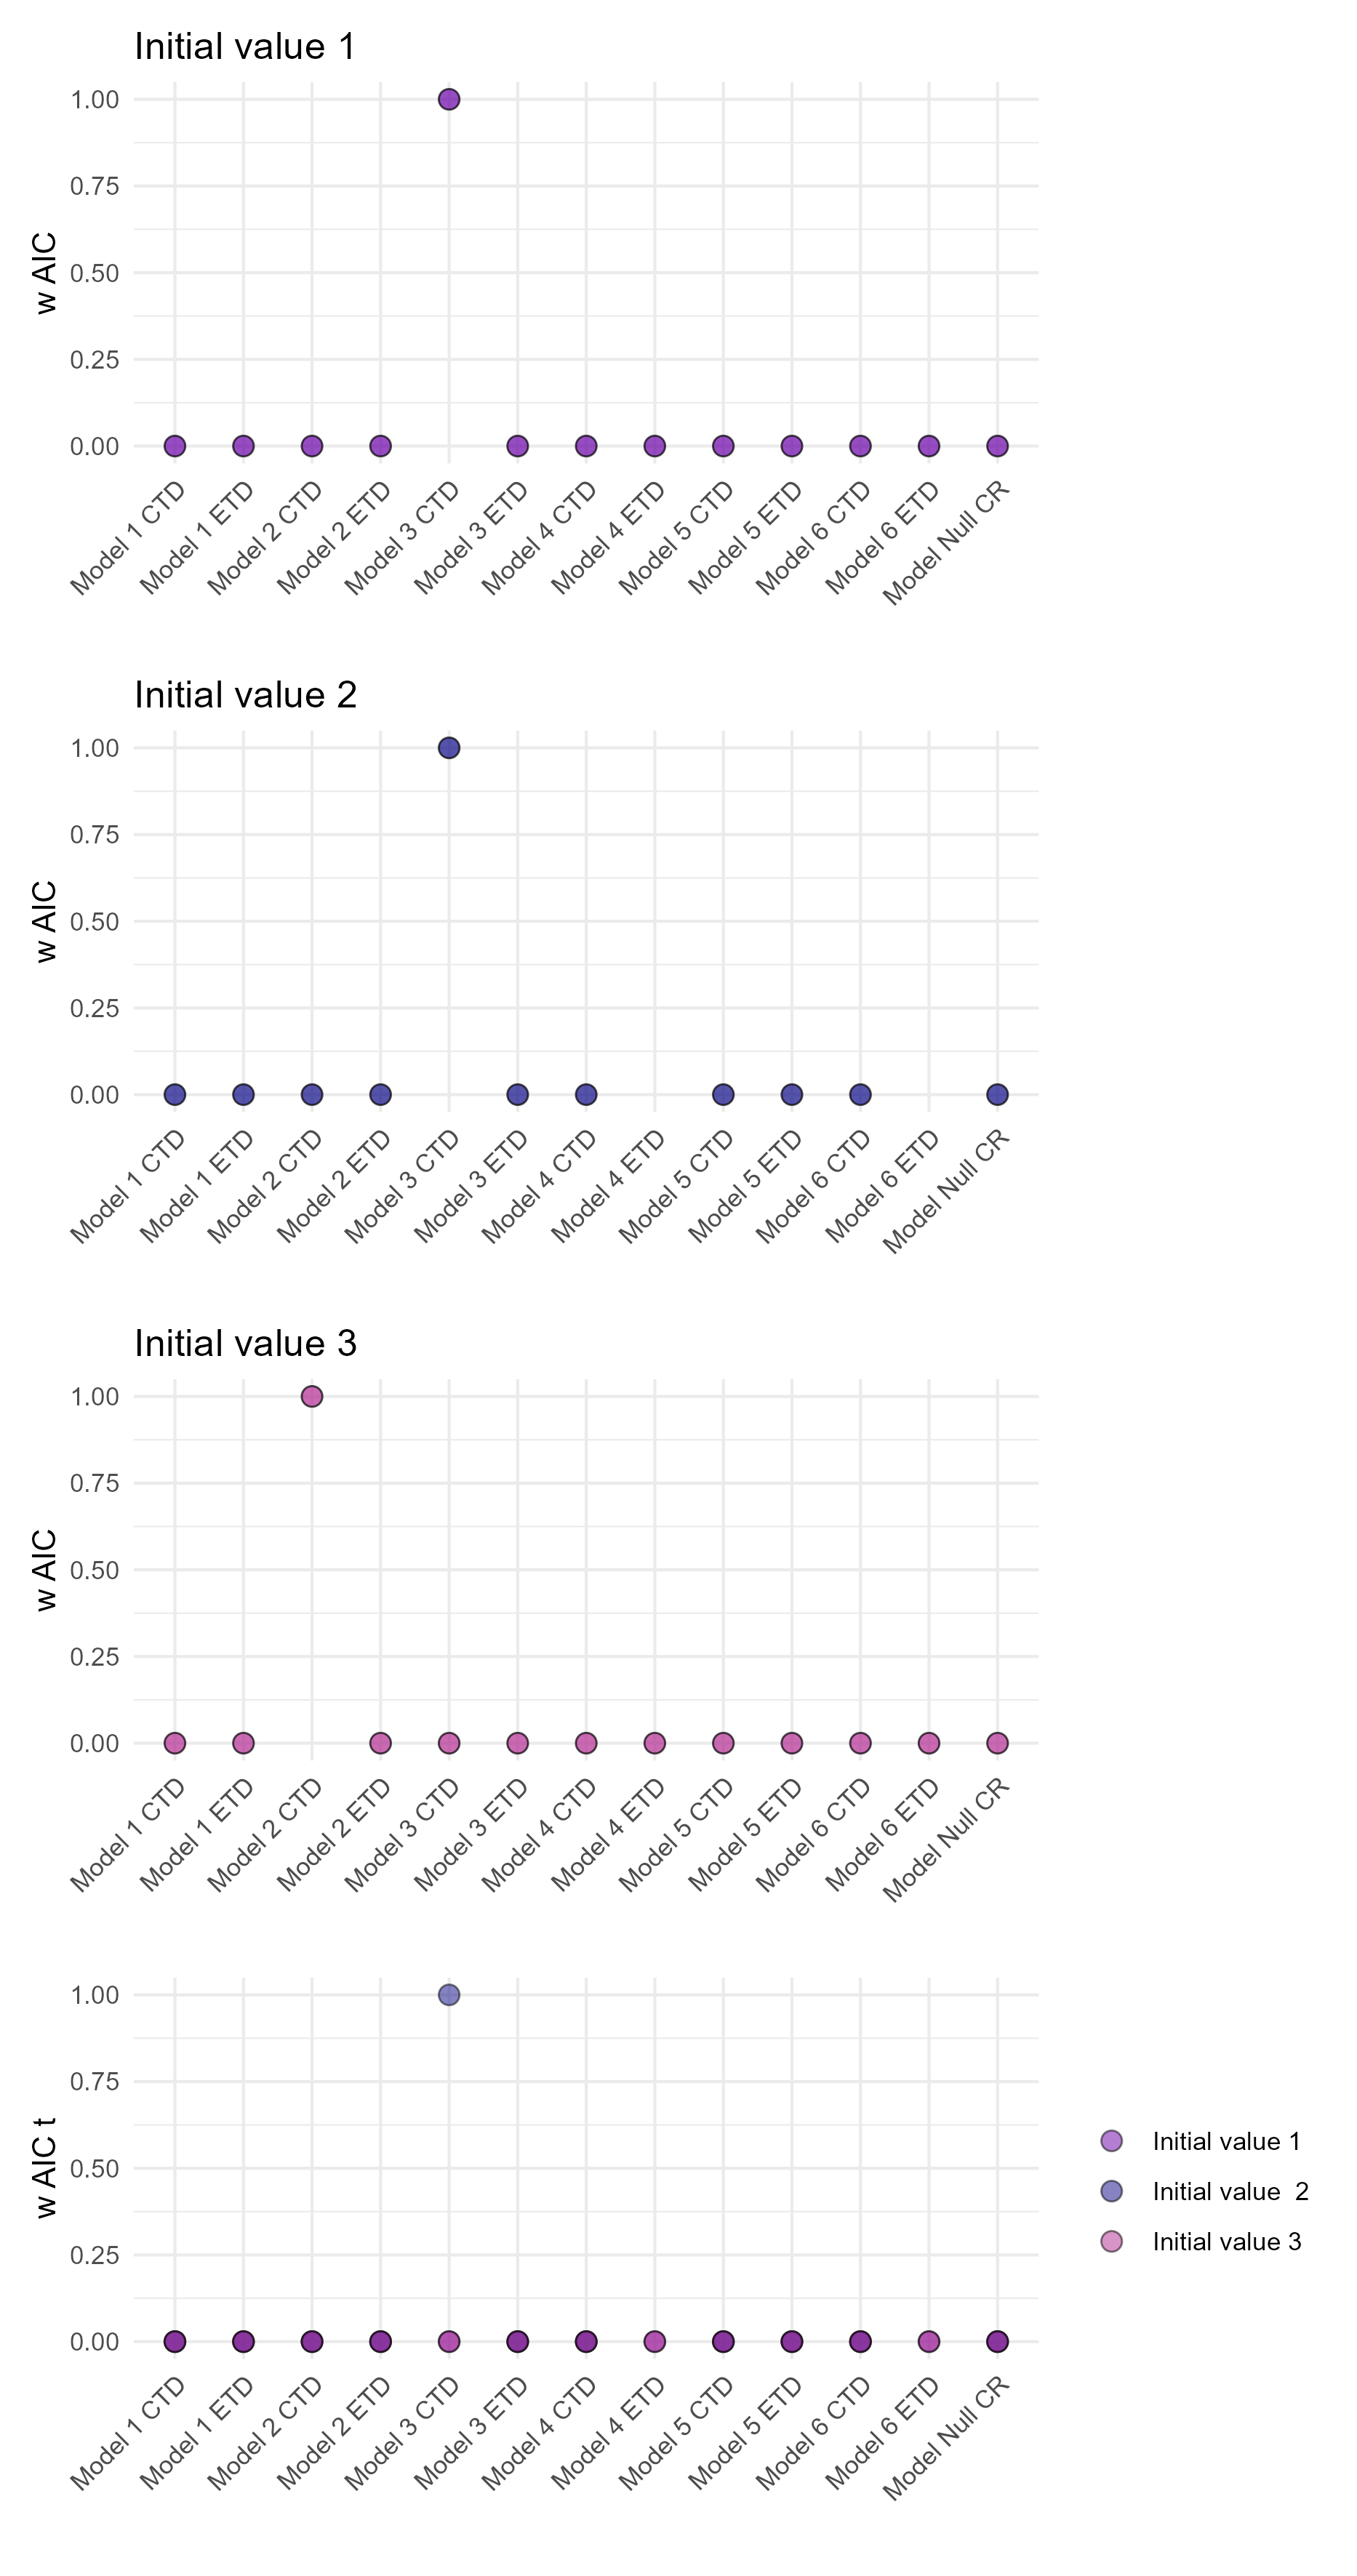 Initial value 1
w AIC
1.00
0.75
0.50
0.25
0.00
Model 1 CTD
Model 1 ETD
Model 2 CTD
Model 2 ETD
Model 3 CTD
Model 3 ETD
Model 4 CTD
Model 4 ETD
Model 5 CTD
Model 5 ETD
Model 6 CTD
Model 6 ETD
Model Null CR
Initial value 2
w AIC
1.00
0.75
0.50
0.25
0.00
Model 1 CTD
Model 1 ETD
Model 2 CTD
Model 2 ETD
Model 3 CTD
Model 3 ETD
Model 4 CTD
Model 4 ETD
Model 5 CTD
Model 5 ETD
Model 6 CTD
Model 6 ETD
Model Null CR
Initial value 3
w AIC
1.00
0.75
0.50
0.25
0.00
Model 1 CTD
Model 1 ETD
Model 2 CTD
Model 2 ETD
Model 3 CTD
Model 3 ETD
Model 4 CTD
Model 4 ETD
Model 5 CTD
Model 5 ETD
Model 6 CTD
Model 6 ETD
Model Null CR
w AIC t
1.00
0.75
0.50
0.25
0.00
Model 1 CTD
Model 1 ETD
Model 2 CTD
Model 2 ETD
Model 3 CTD
Model 3 ETD
Model 4 CTD
Model 4 ETD
Model 5 CTD
Model 5 ETD
Model 6 CTD
Model 6 ETD
Model Null CR
Initial value 1
Initial value  2
Initial value 3